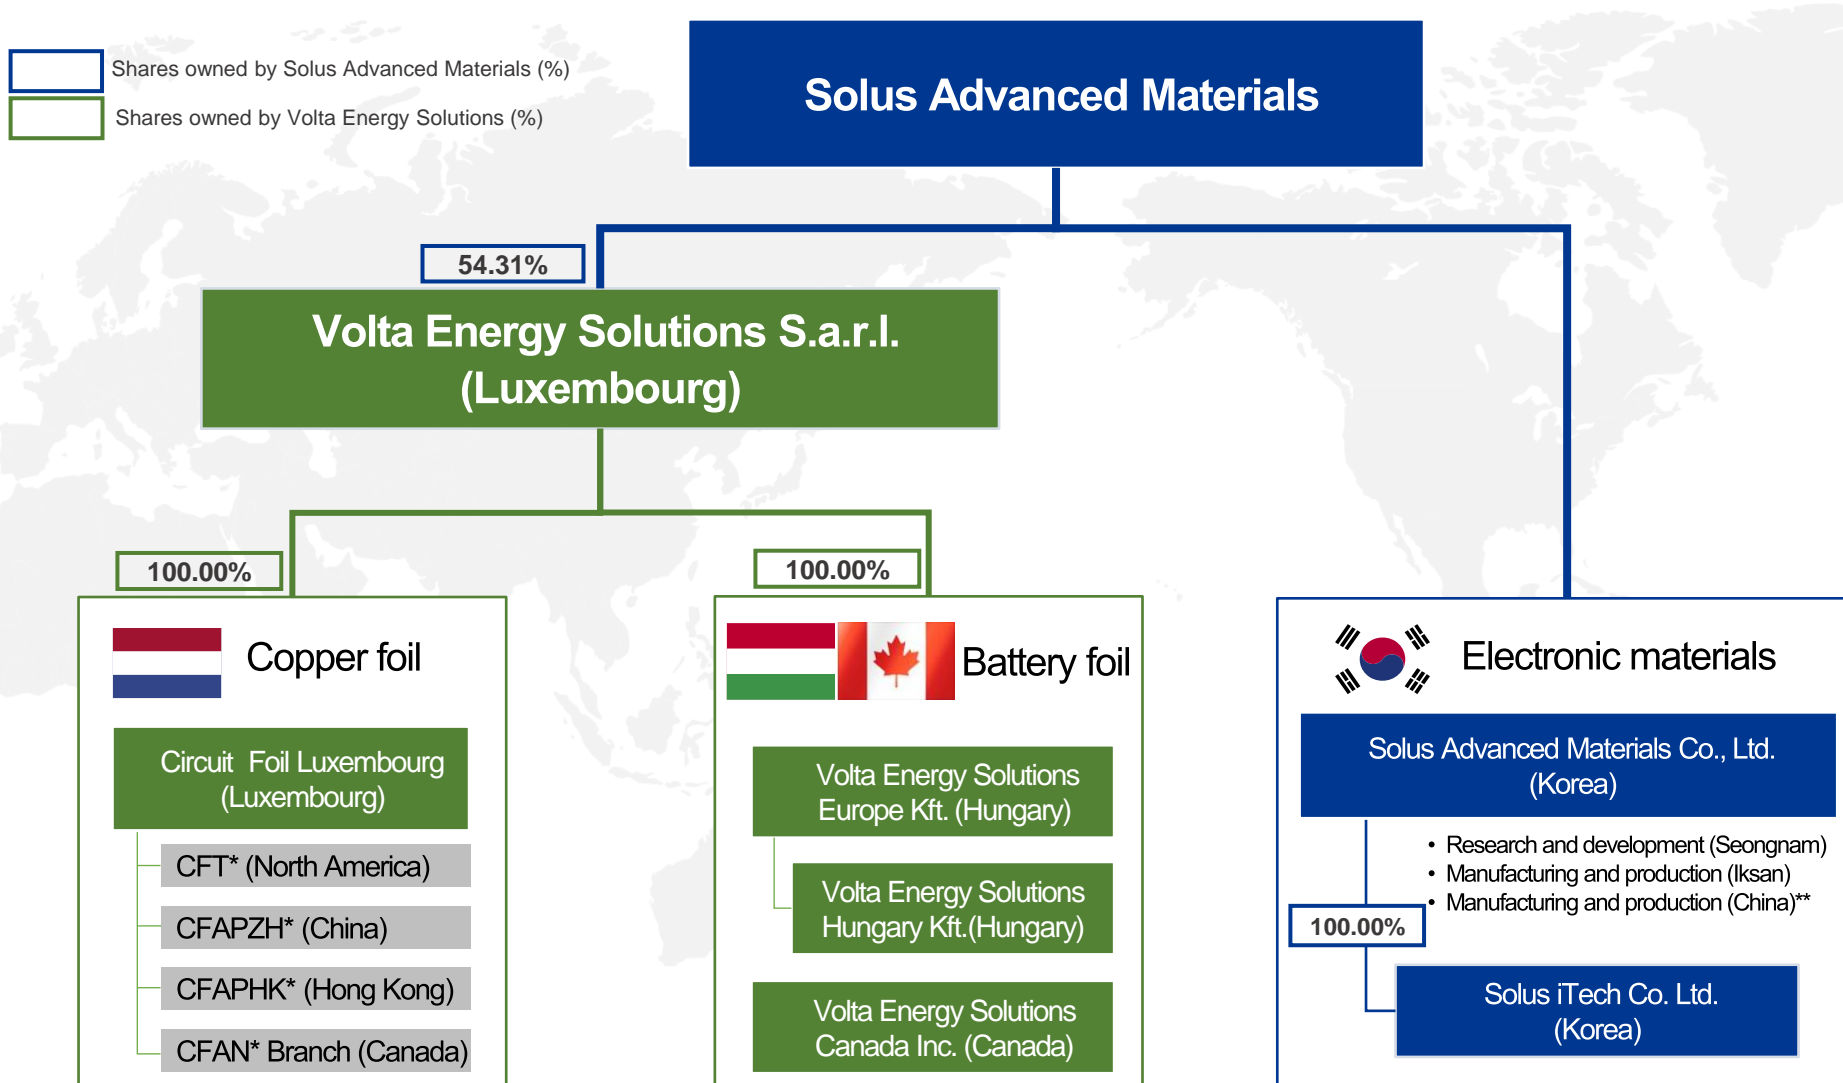 Shares owned by Solus Advanced Materials (%)
Shares owned by Volta Energy Solutions (%)
Solus Advanced Materials
54.31%
Volta Energy Solutions S.a.r.l.
(Luxembourg)
100.00%
100.00%
Copper foil
Circuit Foil Luxembourg
(Luxembourg)
CFT* (North America)
CFAPZH* (China)
CFAPHK* (Hong Kong)
CFAN* Branch (Canada)
Battery foil
Volta Energy Solutions
Europe Kft. (Hungary)
Volta Energy Solutions
Hungary Kft.(Hungary)
Volta Energy Solutions
Canada Inc. (Canada)
Electronic materials
Solus Advanced Materials Co., Ltd.
(Korea)
• Research and development (Seongnam)
• Manufacturing and production (Iksan)
• Manufacturing and production (China)**
100.00%
Solus iTech Co. Ltd.
(Korea)